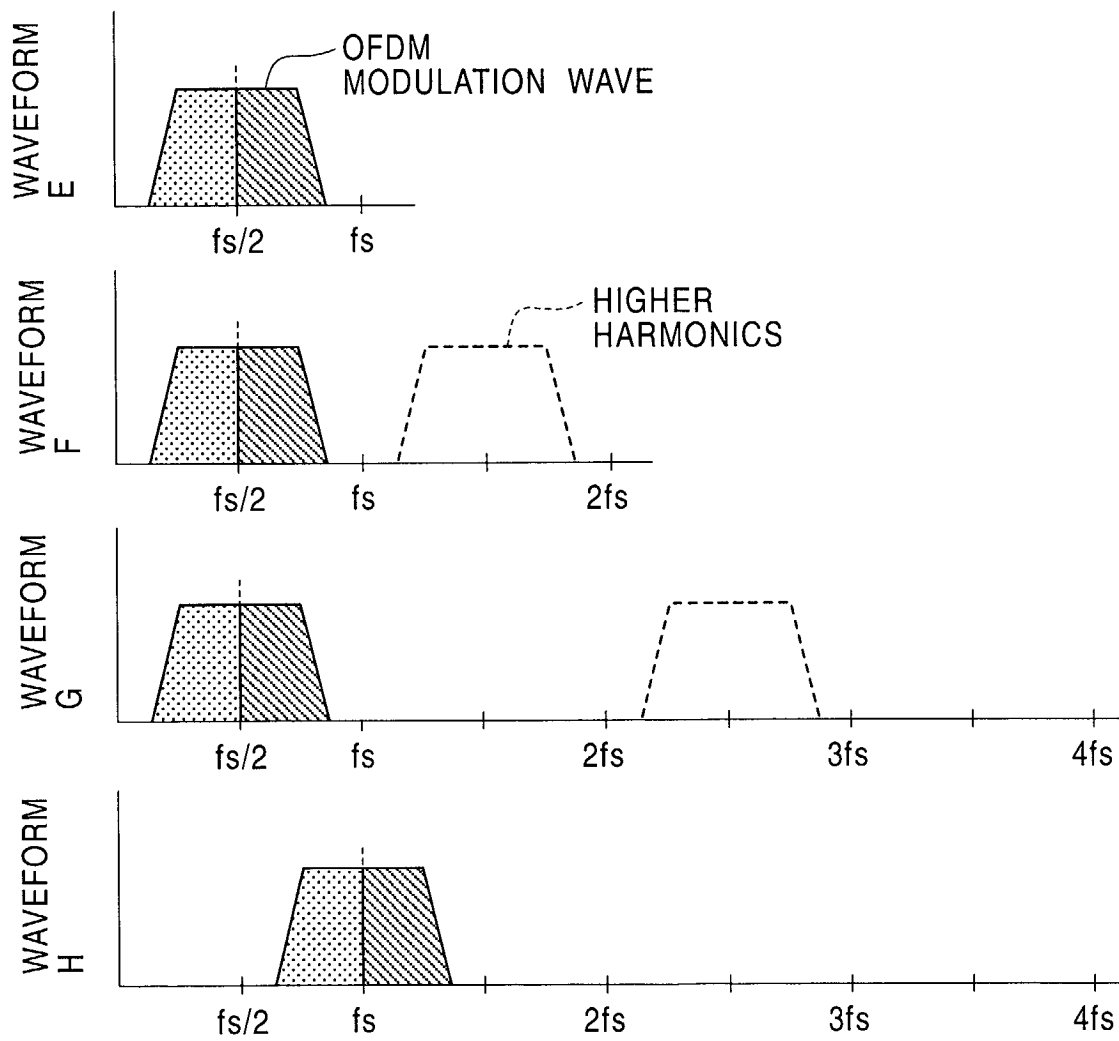 WAVEFORM
E
OFDM
MODULATION WAVE
fs/2
fs
WAVEFORM
F
HIGHER
HARMONICS
fs/2
fs
2fs
WAVEFORM
G
fs/2
fs
2fs
3fs
4fs
WAVEFORM
H
fs/2
fs
2fs
3fs
4fs